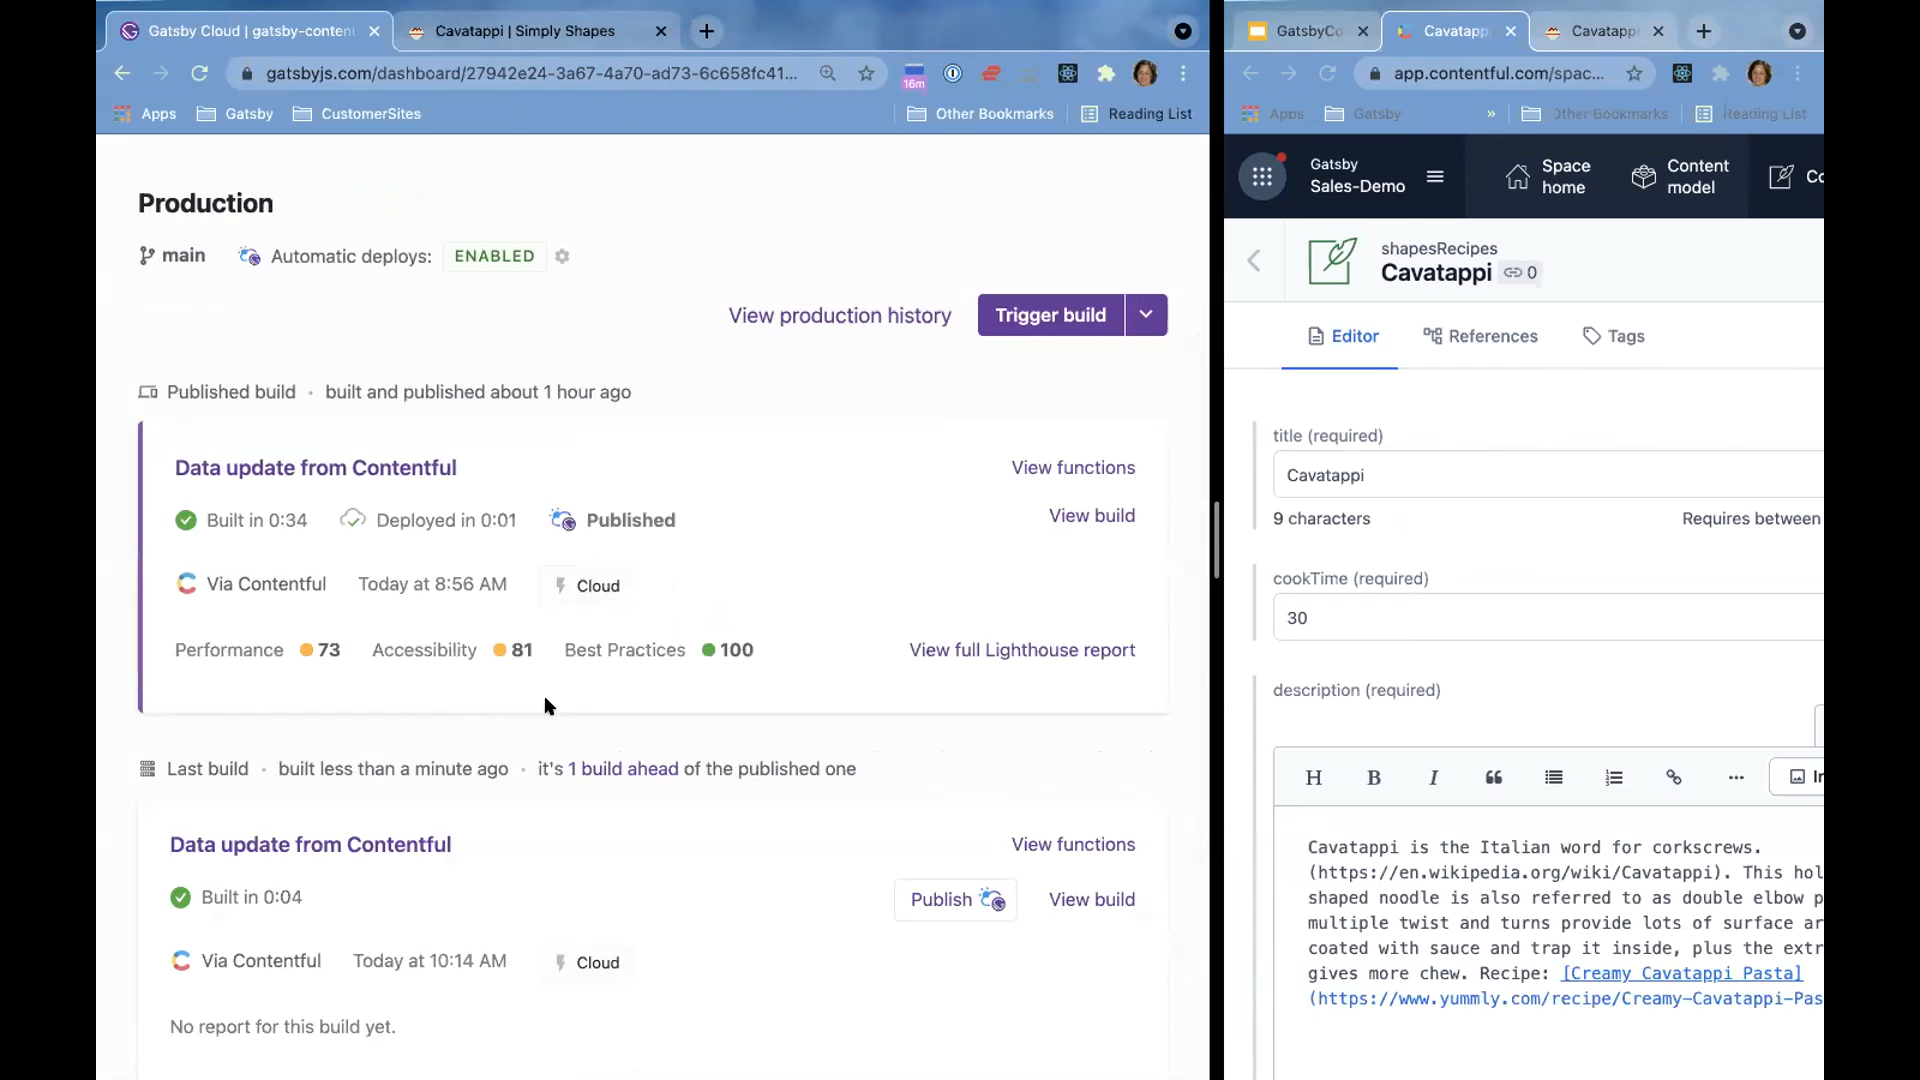 Gatsby Cloud | gatsby-conten
Cavatappi | Simply Shapes
gatsbyjs.com/dashboard/27942e24-3a67-4a70-ad73-6c658fc41...
16m
Apps
Gatsby
CustomerSites
Other Bookmarks
Reading List
Production
main
Automatic deploys:
ENABLED
View production history
Trigger build
Published build · built and published about 1 hour ago
Data update from Contentful
View functions
Built in 0:34
Deployed in 0:01
Published
View build
Via Contentful
Today at 8:56 AM
Cloud
Performance
73
Accessibility
81
Best Practices
100
View full Lighthouse report
Last build · built less than a minute ago · it's 1 build ahead of the published one
Data update from Contentful
View functions
Built in 0:04
Publish
View build
Via Contentful
Today at 10:14 AM
Cloud
No report for this build yet.
GatsbyCo
Cavatapp
Cavatapp
app.contentful.com/spac...
Apps
Gatsby
»
Other Bookmarks
Reading List
Gatsby
Sales-Demo
Space
home
Content
model
Co
shapesRecipes
Cavatappi
0
Editor
References
Tags
title (required)
Cavatappi
9 characters
Requires between
cookTime (required)
30
description (required)
H
B
I
In
Cavatappi is the Italian word for corkscrews.
(https://en.wikipedia.org/wiki/Cavatappi). This hol
shaped noodle is also referred to as double elbow p
multiple twist and turns provide lots of surface ar
coated with sauce and trap it inside, plus the extr
gives more chew. Recipe: [Creamy Cavatappi Pasta]
(https://www.yummly.com/recipe/Creamy-Cavatappi-Pas